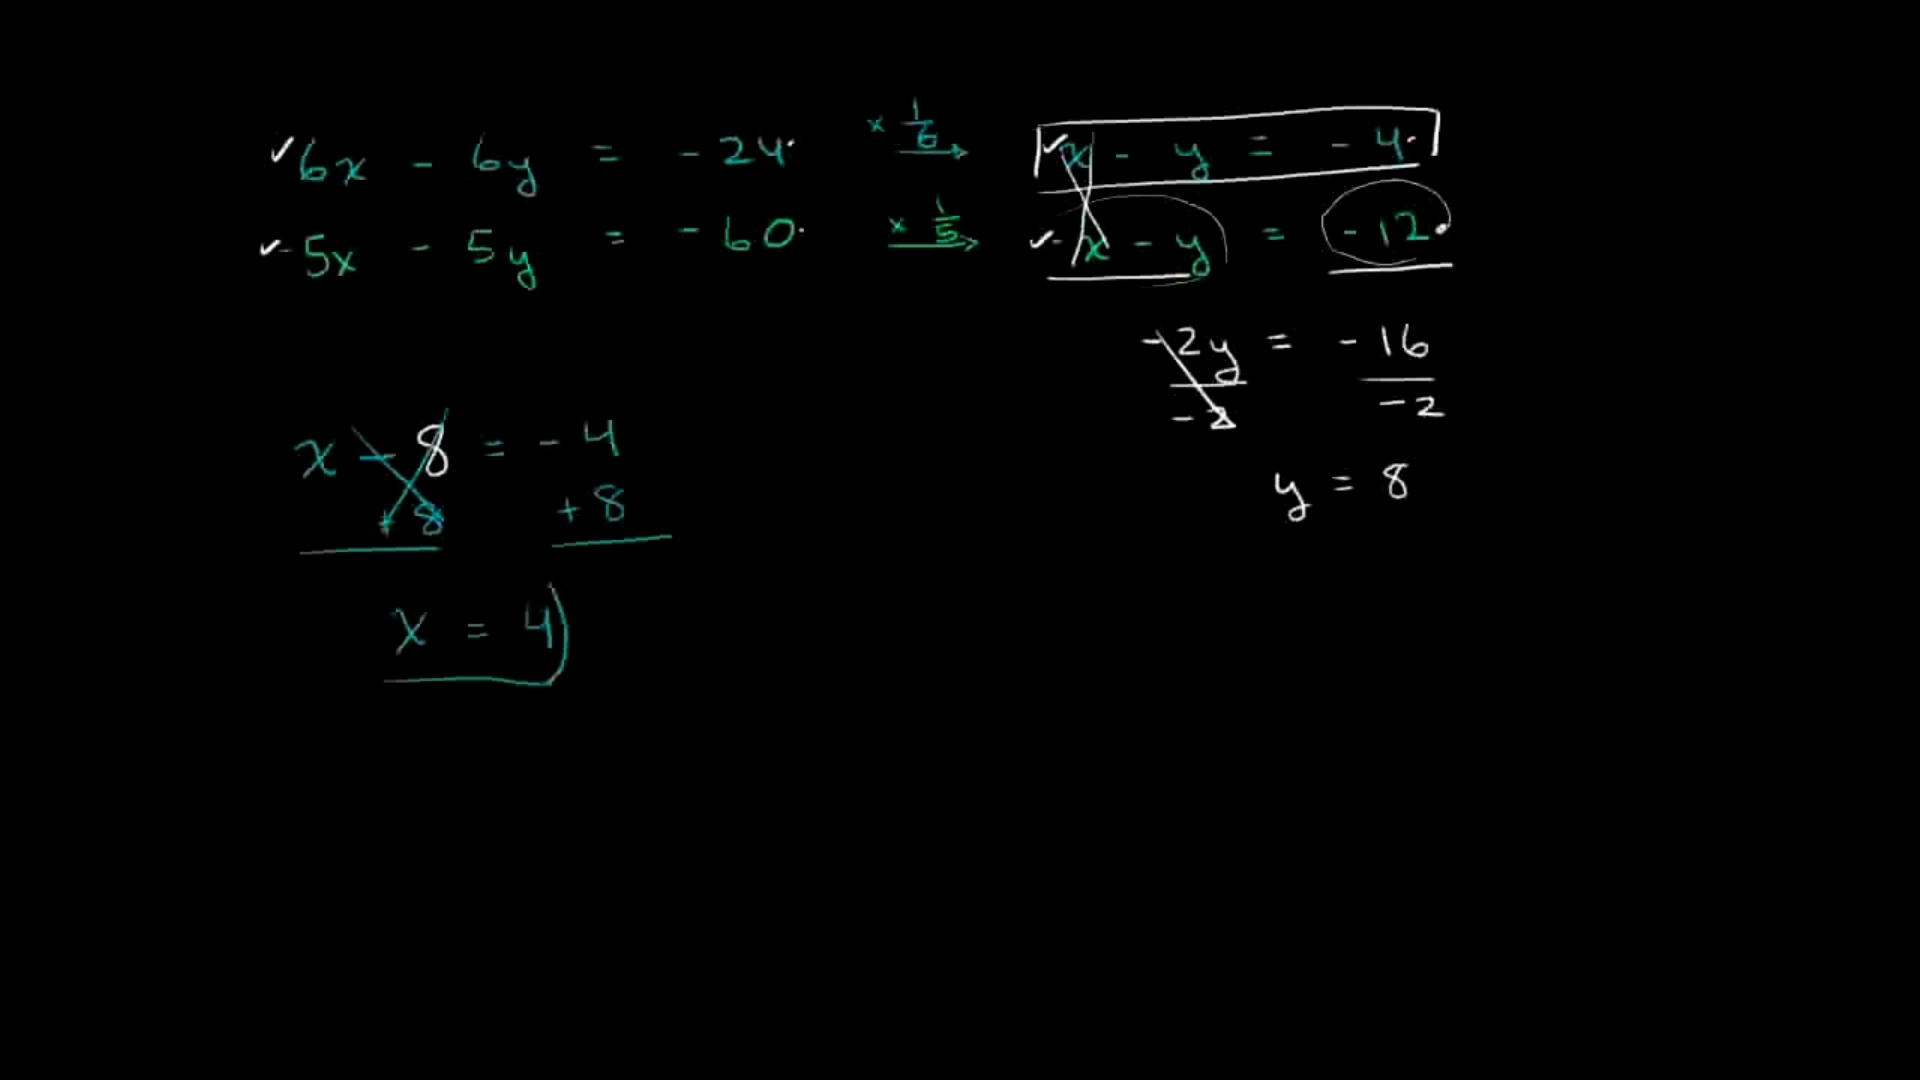 6x - 6y = - 24 × 1/6 → x - y = - 4
-5x - 5y = - 60 × 1/5 → -x - y = -12
-2y = - 16
-2 -2
x - 8 = - 4
+ 8 + 8
y = 8
x = 4